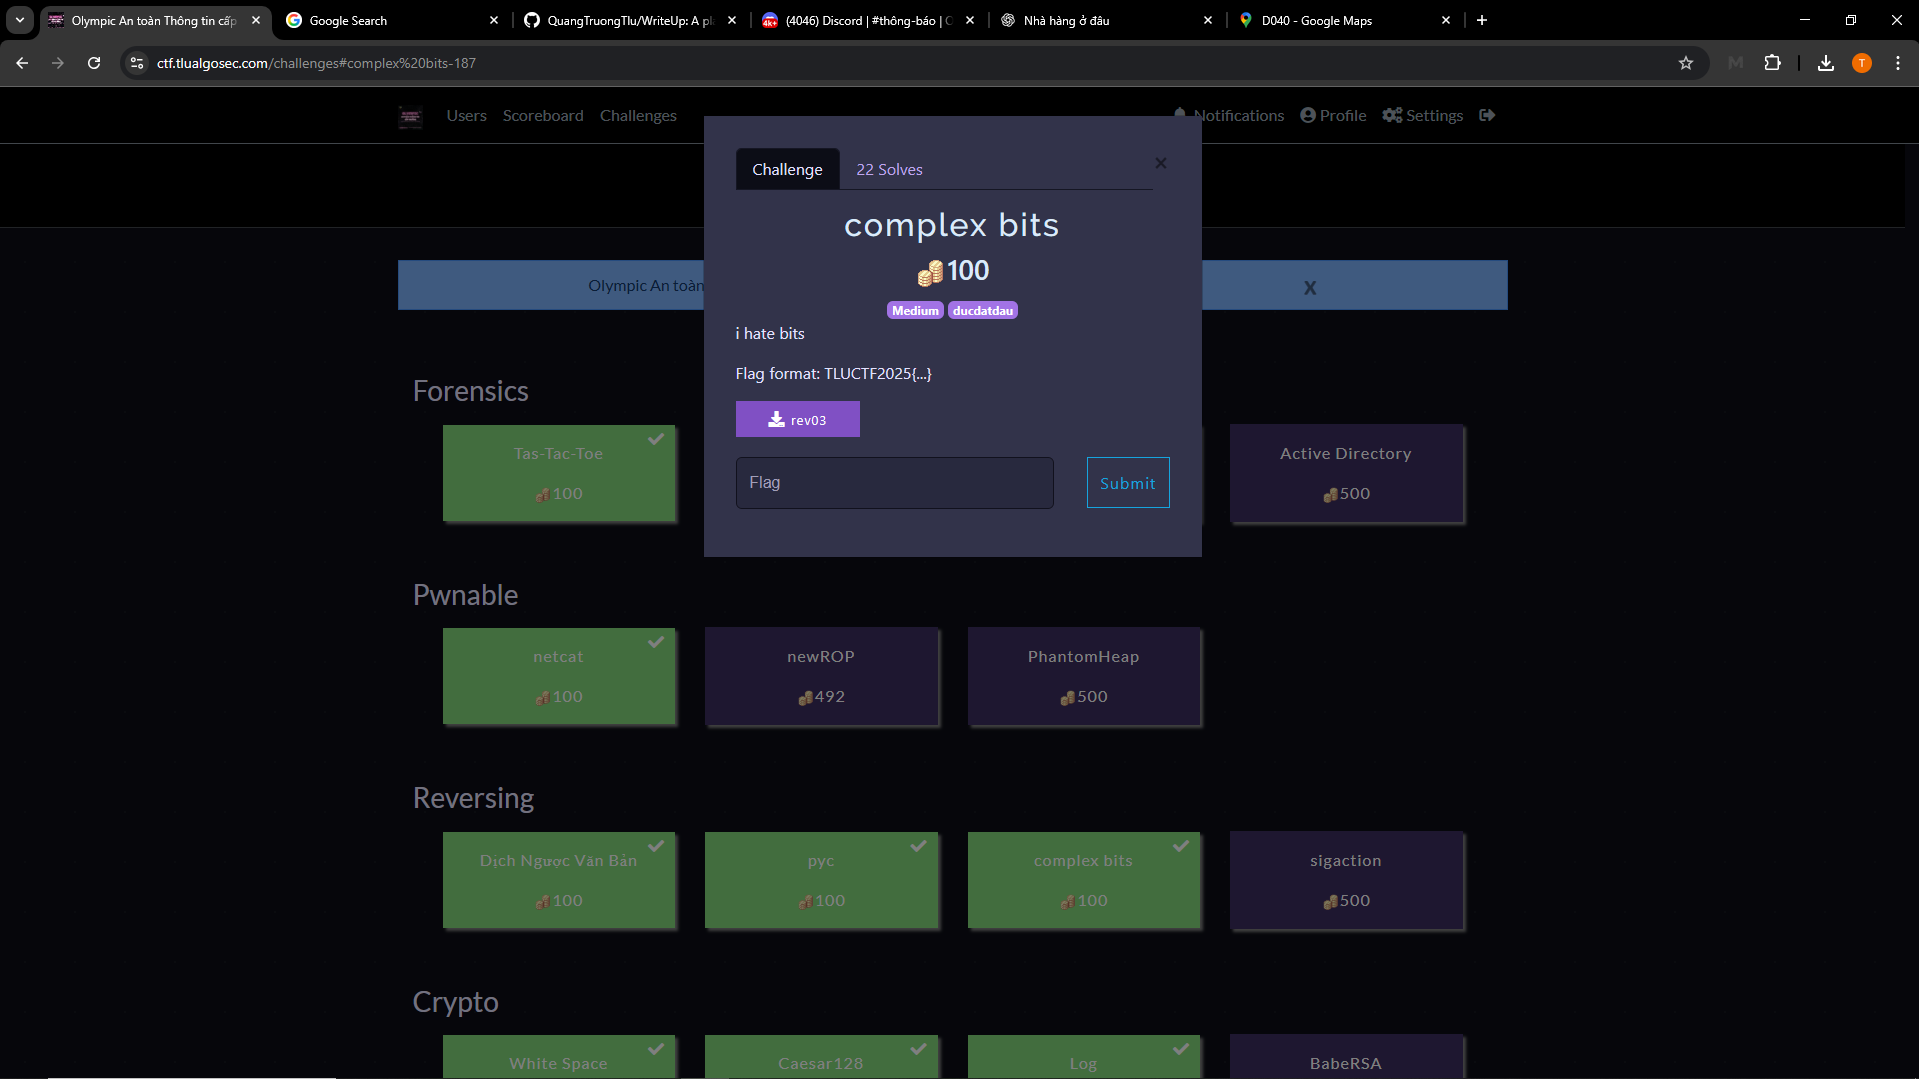 Olympic An toàn Thông tin cấp
Google Search
QuangTruongTlu/WriteUp: A pl
(4046) Discord | #thông-báo | C
Nhà hàng ở đâu
D040 - Google Maps
ctf.tlualgosec.com/challenges#complex%20bits-187
M
T
Users
Scoreboard
Challenges
Notifications
Profile
Settings
Challenge
22 Solves
×
complex bits
100
Medium ducdatdau
i hate bits
Flag format: TLUCTF2025{...}
rev03
Flag
Submit
Olympic An toàn
X
Forensics
Tas-Tac-Toe
100
Active Directory
500
Pwnable
netcat
100
newROP
492
PhantomHeap
500
Reversing
Dịch Ngược Văn Bản
100
pyc
100
complex bits
100
sigaction
500
Crypto
White Space
Caesar128
Log
BabeRSA